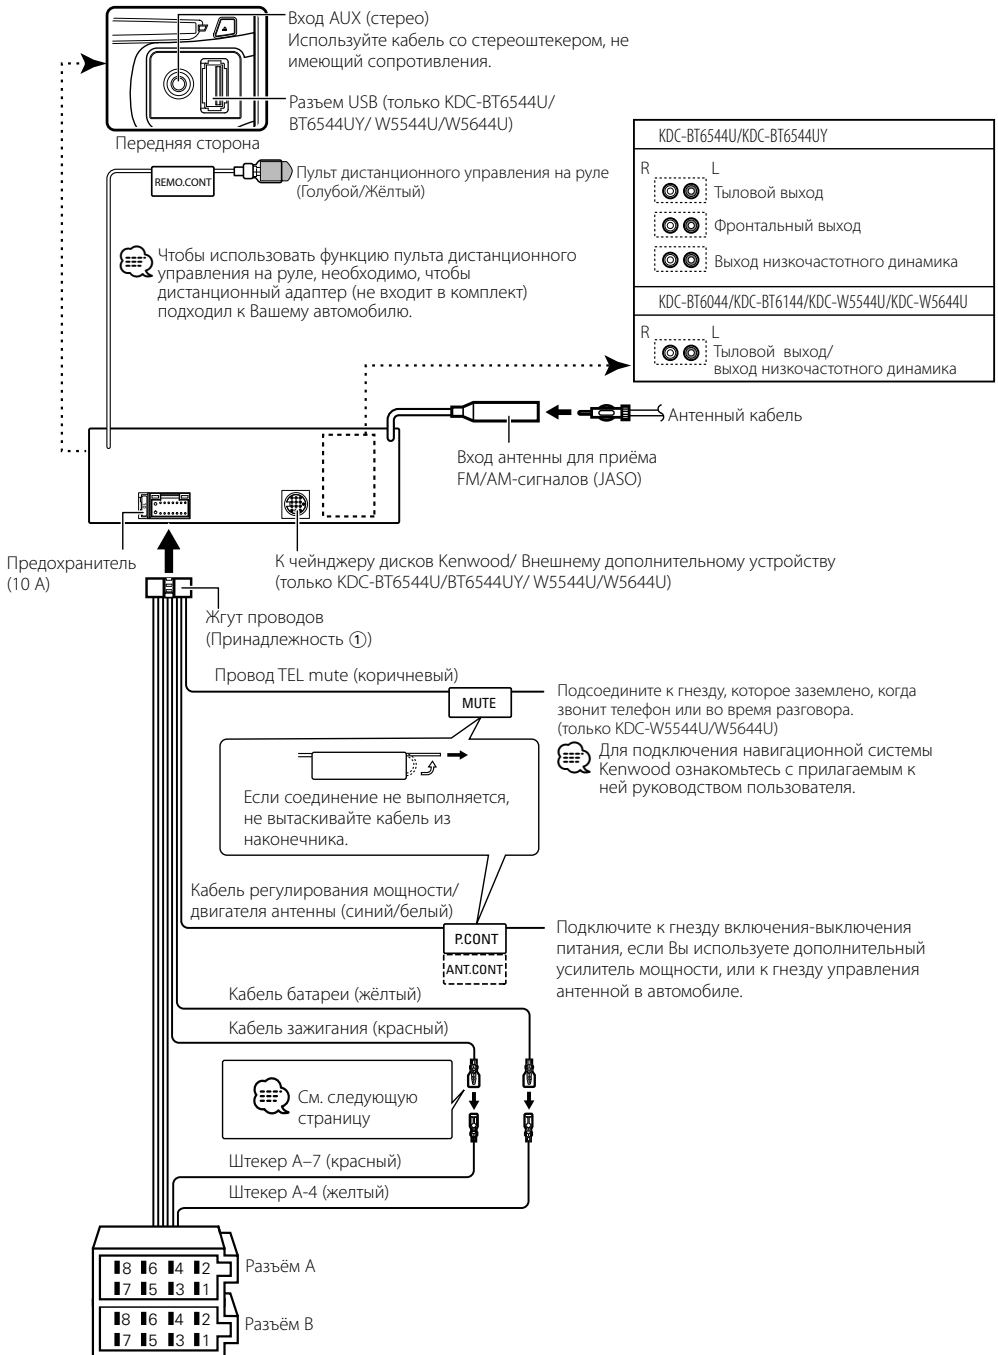 Вход AUX (стерео)
Используйте кабель со стереоштекером, не
имеющий сопротивления.
Разъем USB (только KDC-BT6544U/
BT6544UY/ W5544U/W5644U)
Передняя сторона
REMO.CONT
Пульт дистанционного управления на руле
(Голубой/Жёлтый)
Чтобы использовать функцию пульта дистанционного
управления на руле, необходимо, чтобы
дистанционный адаптер (не входит в комплект)
подходил к Вашему автомобилю.
KDC-BT6544U/KDC-BT6544UY
R L
Тыловой выход
Фронтальный выход
Выход низкочастотного динамика
KDC-BT6044/KDC-BT6144/KDC-W5544U/KDC-W5644U
R L
Тыловой выход/
выход низкочастотного динамика
Антенный кабель
Вход антенны для приёма
FM/AM-сигналов (JASO)
Предохранитель
(10 A)
К чейнджеру дисков Kenwood/ Внешнему дополнительному устройству
(только KDC-BT6544U/BT6544UY/ W5544U/W5644U)
Жгут проводов
(Принадлежность ①)
Провод TEL mute (коричневый)
MUTE
Подсоедините к гнезду, которое заземлено, когда
звонит телефон или во время разговора.
(только KDC-W5544U/W5644U)
Для подключения навигационной системы
Kenwood ознакомьтесь с прилагаемым к
ней руководством пользователя.
Если соединение не выполняется,
не вытаскивайте кабель из
наконечника.
Кабель регулирования мощности/
двигателя антенны (синий/белый)
P.CONT
ANT.CONT
Подключите к гнезду включения-выключения
питания, если Вы используете дополнительный
усилитель мощности, или к гнезду управления
антенной в автомобиле.
Кабель батареи (жёлтый)
Кабель зажигания (красный)
См. следующую
страницу
Штекер А–7 (красный)
Штекер А-4 (желтый)
8 6 4 2
7 5 3 1
Разъём А
8 6 4 2
7 5 3 1
Разъём В